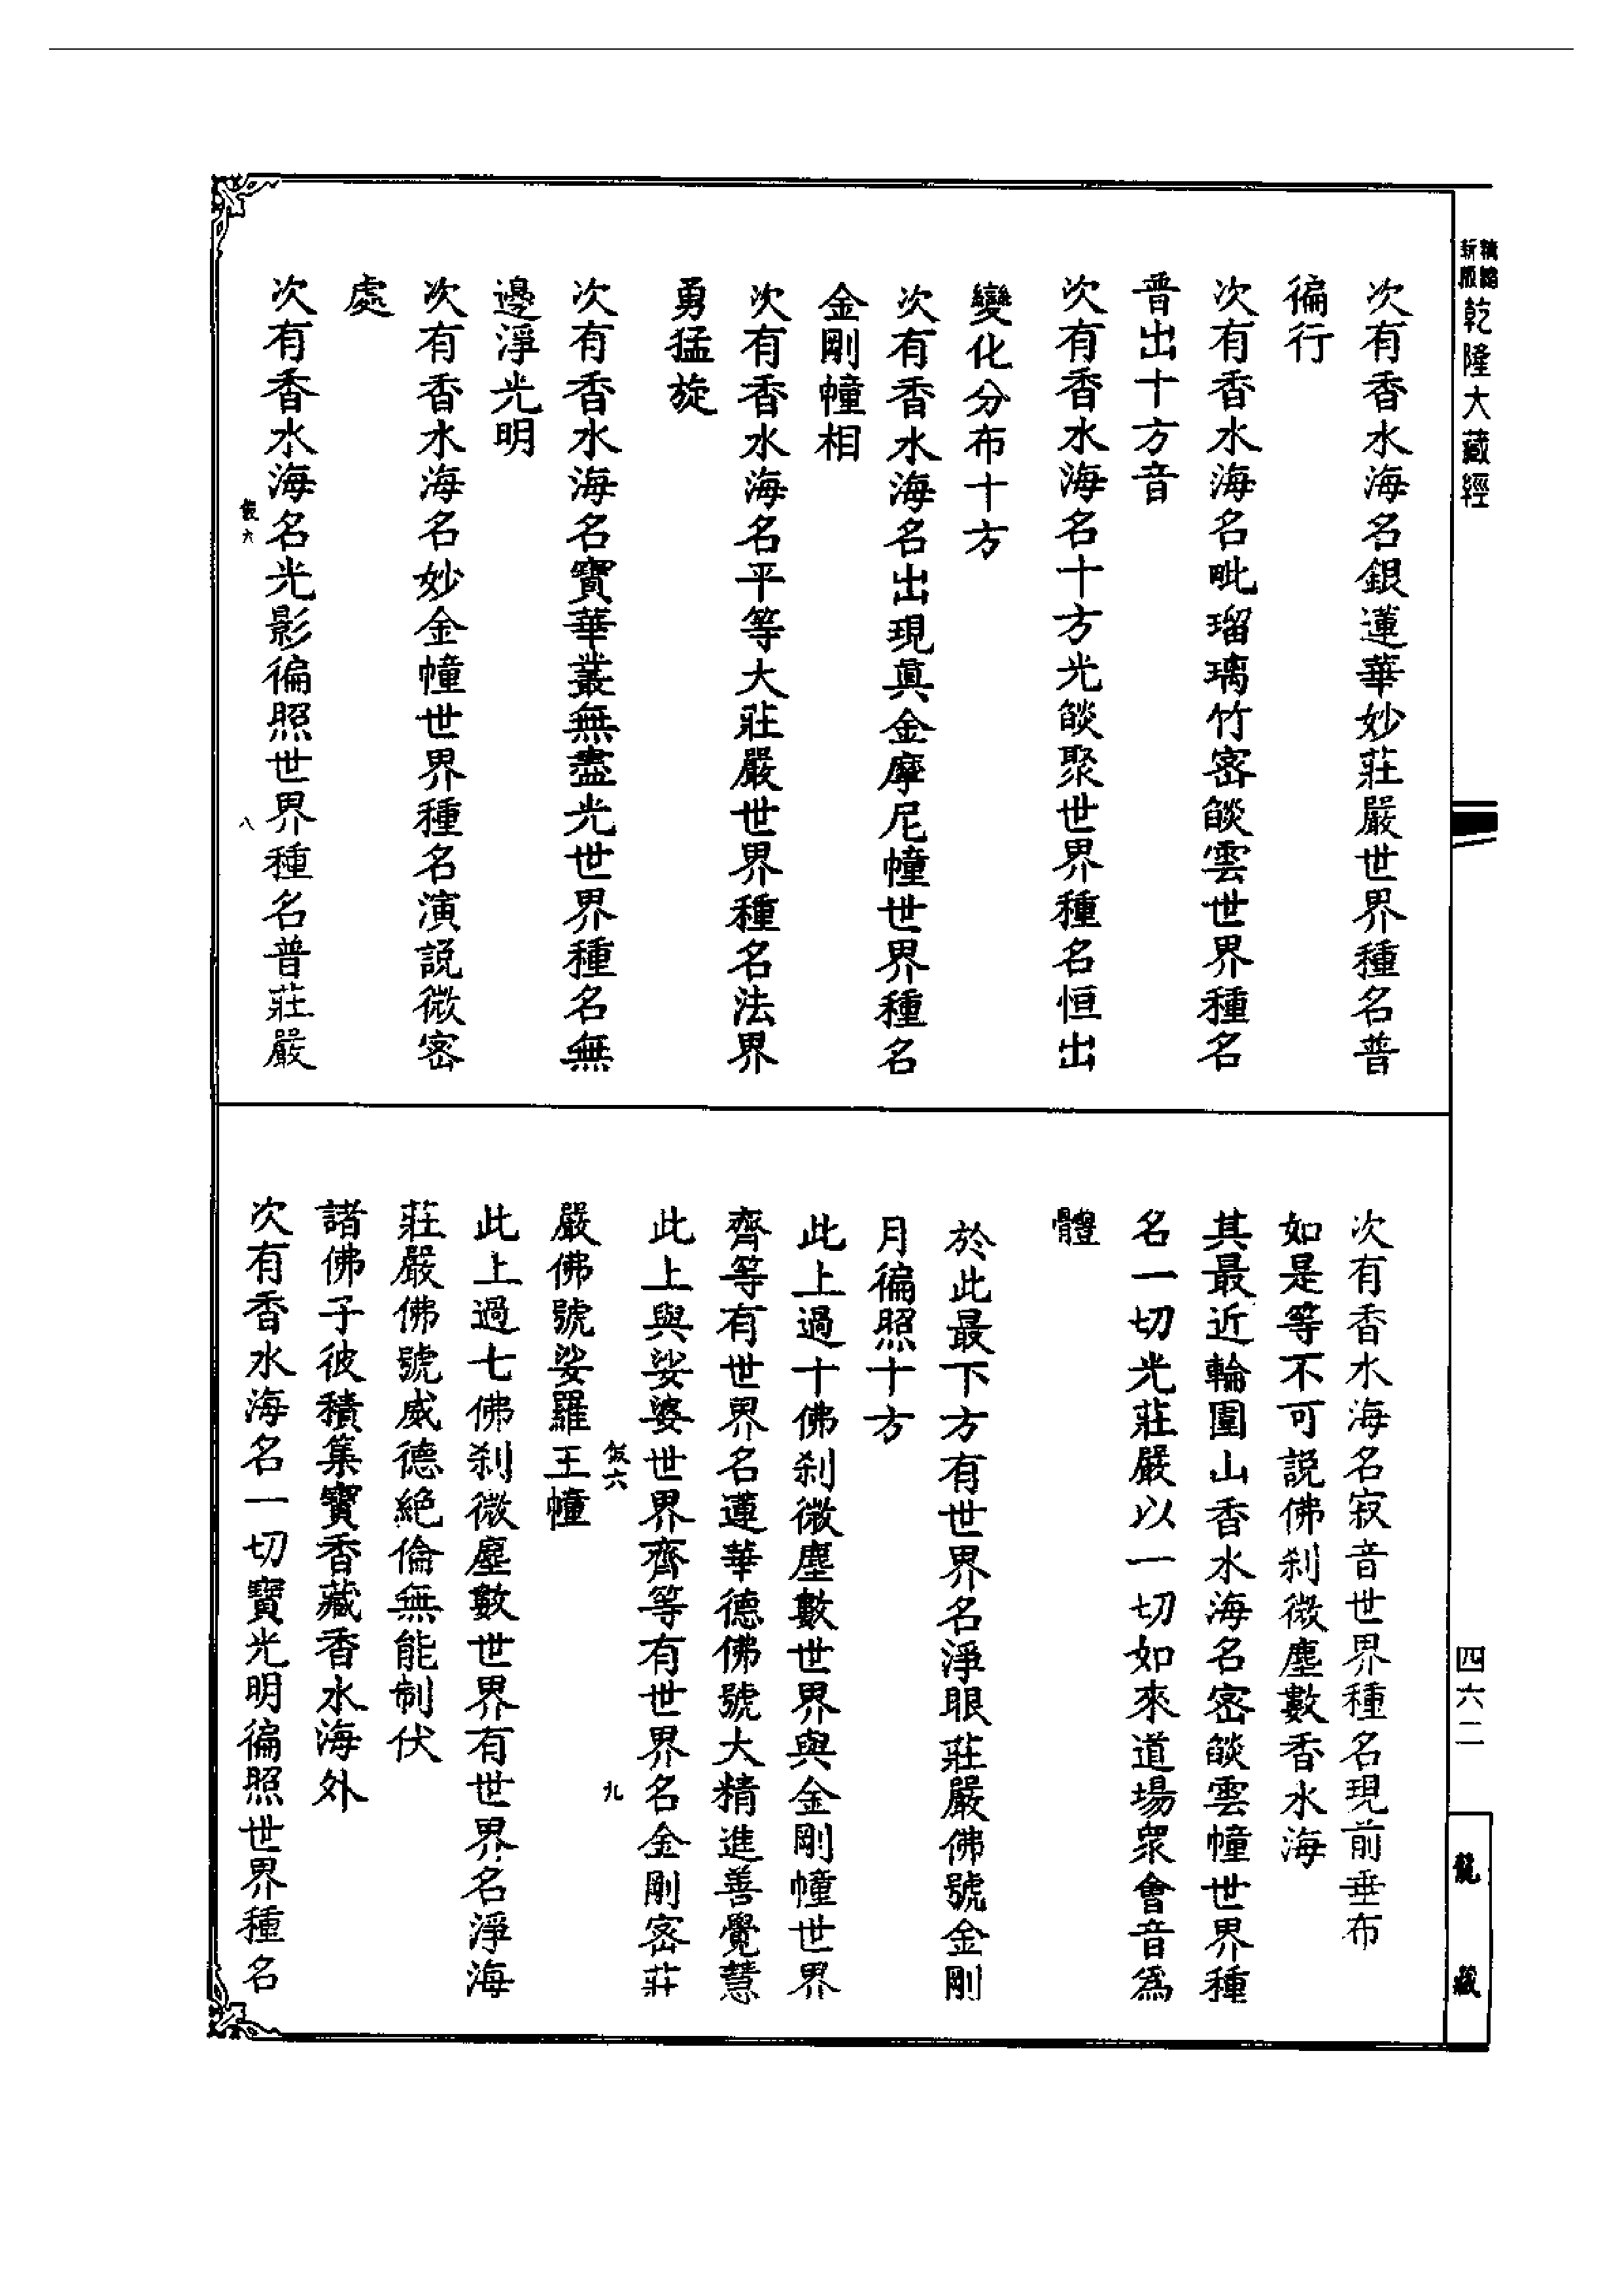 精縮新版乾隆大藏經
次有香水海名銀蓮華妙莊嚴世界種名普
徧行
次有香水海名毗瑠璃竹密燄雲世界種名
普出十方音
次有香水海名十方光燄聚世界種名恒出
變化分布十方
次有香水海名出現真金摩尼幢世界種名
金剛幢相
次有香水海名平等大莊嚴世界種名法界
勇猛旋
次有香水海名寶華叢無盡光世界種名無
邊淨光明
次有香水海名妙金幢世界種名演說微密
處
次有香水海名光影徧照世界種名普莊嚴
八
次有香水海名寂音世界種名現前垂布
如是等不可說佛刹微塵數香水海
其最近輪圍山香水海名密燄雲幢世界種
名一切光莊嚴以一切如來道場眾會音為
體
於此最下方有世界名淨眼莊嚴佛號金剛
月徧照十方
此上過十佛刹微塵數世界與金剛幢世界
齊等有世界名蓮華德佛號大精進善覺慧
此上與娑婆世界齊等有世界名金剛密莊
九
嚴佛號娑羅王幢
此上過七佛刹微塵數世界有世界名淨海
莊嚴佛號威德絕倫無能制伏
諸佛子彼積集寶香藏香水海外
次有香水海名一切寶光明徧照世界種名
四六二
龍藏